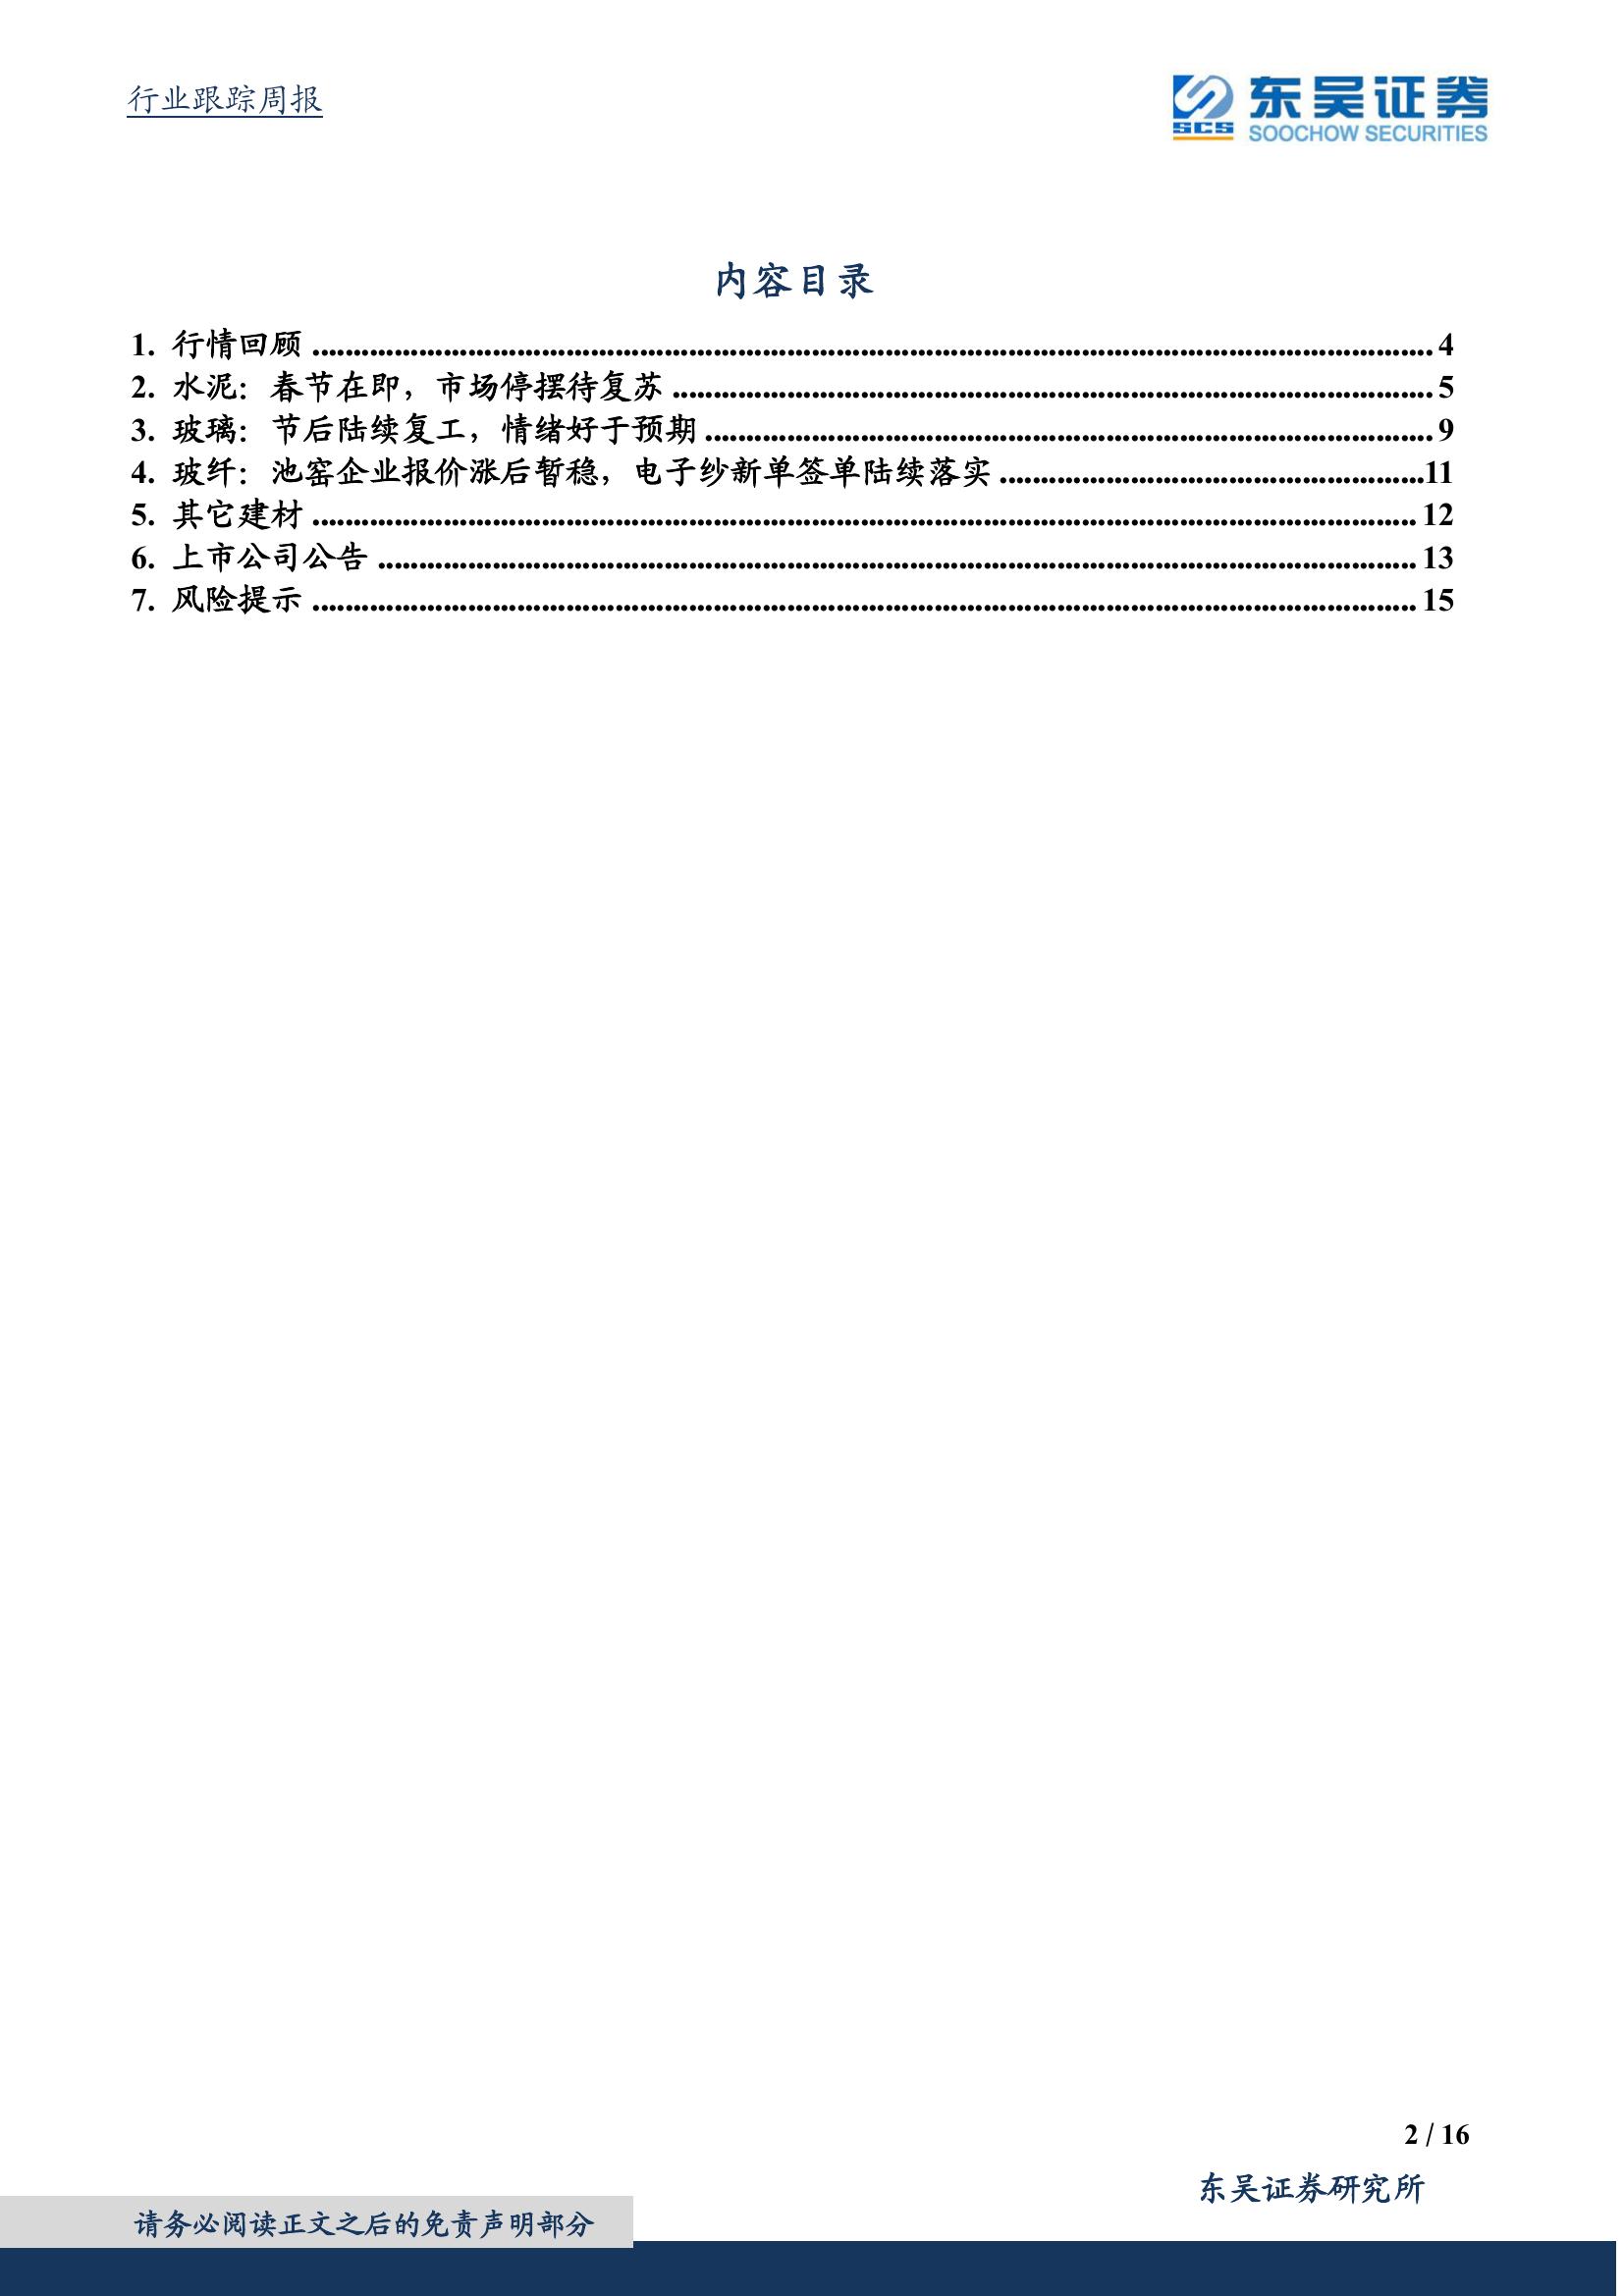 行业跟踪周报
东吴证券
SCS
SOOCHOW SECURITIES
内容目录
1. 行情回顾 ........................................................................................................................................ 4
2. 水泥：春节在即，市场停摆待复苏 ............................................................................................ 5
3. 玻璃：节后陆续复工，情绪好于预期 ........................................................................................ 9
4. 玻纤：池窑企业报价涨后暂稳，电子纱新单签单陆续落实 ....................................................11
5. 其它建材 ...................................................................................................................................... 12
6. 上市公司公告 .............................................................................................................................. 13
7. 风险提示 ...................................................................................................................................... 15
2 / 16
东吴证券研究所
请务必阅读正文之后的免责声明部分